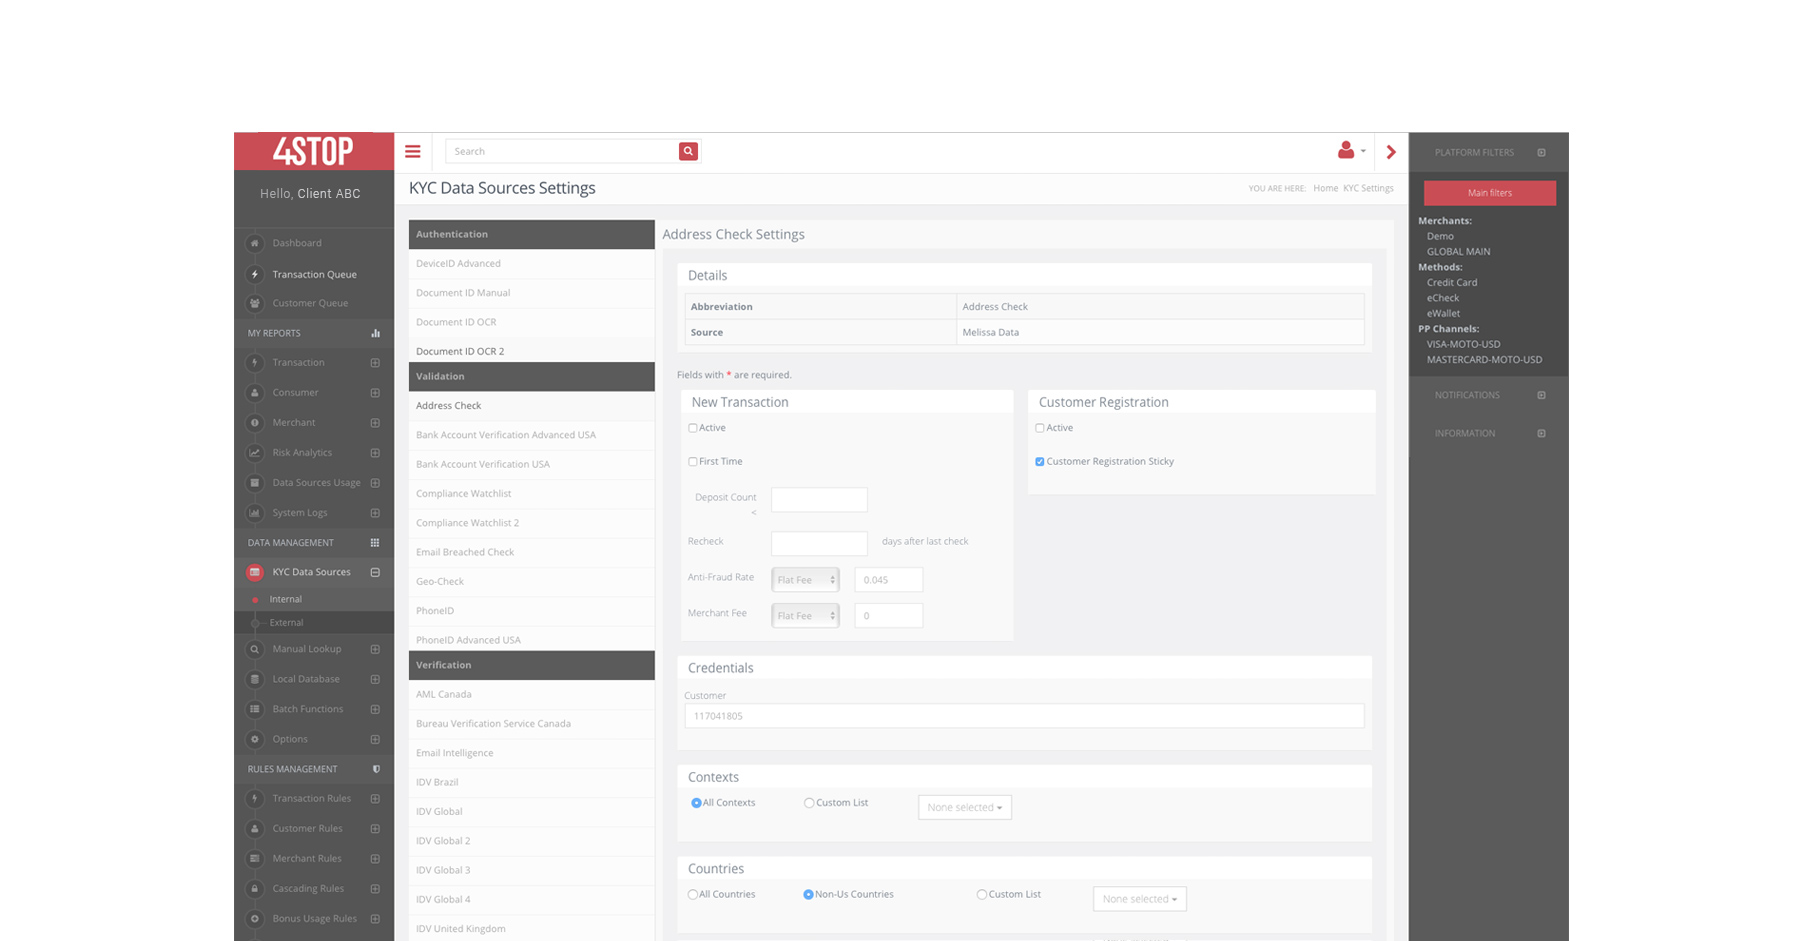 4STOP
Hello, Client ABC
Dashboard
Transaction Queue
Customer Queue
MY REPORTS
Transaction
Consumer
Merchant
Risk Analytics
Data Sources Usage
System Logs
DATA MANAGEMENT
KYC Data Sources
Internal
External
Manual Lookup
Local Database
Batch Functions
Options
RULES MANAGEMENT
Transaction Rules
Customer Rules
Merchant Rules
Cascading Rules
Bonus Usage Rules
Search
KYC Data Sources Settings
YOU ARE HERE: Home KYC Settings
Authentication
DeviceID Advanced
Document ID Manual
Document ID OCR
Document ID OCR 2
Validation
Address Check
Bank Account Verification Advanced USA
Bank Account Verification USA
Compliance Watchlist
Compliance Watchlist 2
Email Breached Check
Geo-Check
PhoneID
PhoneID Advanced USA
Verification
AML Canada
Bureau Verification Service Canada
Email Intelligence
IDV Brazil
IDV Global
IDV Global 2
IDV Global 3
IDV Global 4
IDV United Kingdom
Address Check Settings
Details
Abbreviation Address Check
Source Melissa Data
Fields with * are required.
New Transaction
Active
First Time
Deposit Count
<
Recheck days after last check
Anti-Fraud Rate Flat Fee 0.045
Merchant Fee Flat Fee 0
Customer Registration
Active
Customer Registration Sticky
Credentials
Customer
117041805
Contexts
All Contexts Custom List None selected
Countries
All Countries Non-Us Countries Custom List None selected
PLATFORM FILTERS
Main filters
Merchants:
Demo
GLOBAL MAIN
Methods:
Credit Card
eCheck
eWallet
PP Channels:
VISA-MOTO-USD
MASTERCARD-MOTO-USD
NOTIFICATIONS
INFORMATION